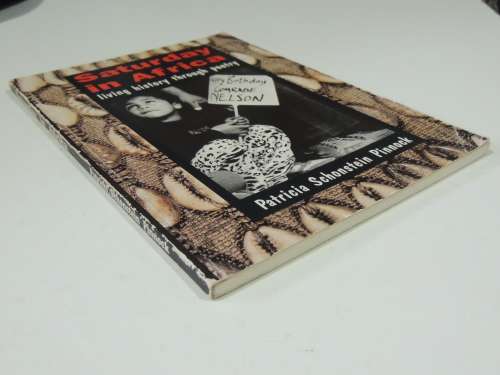 Saturday
in Africa
living history through poetry
Birthday
COMRADE
NELSON
Patricia Schonstein Pinnock